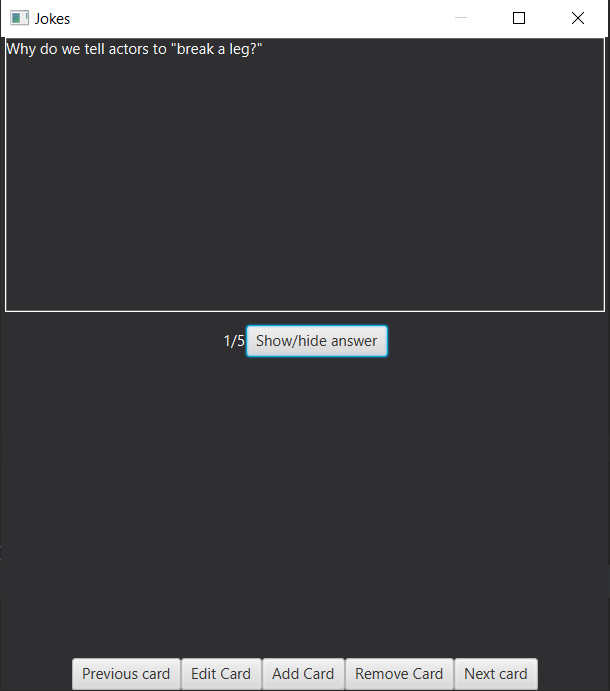 Jokes
Why do we tell actors to "break a leg?"
1/5 Show/hide answer
Previous card Edit Card Add Card Remove Card Next card